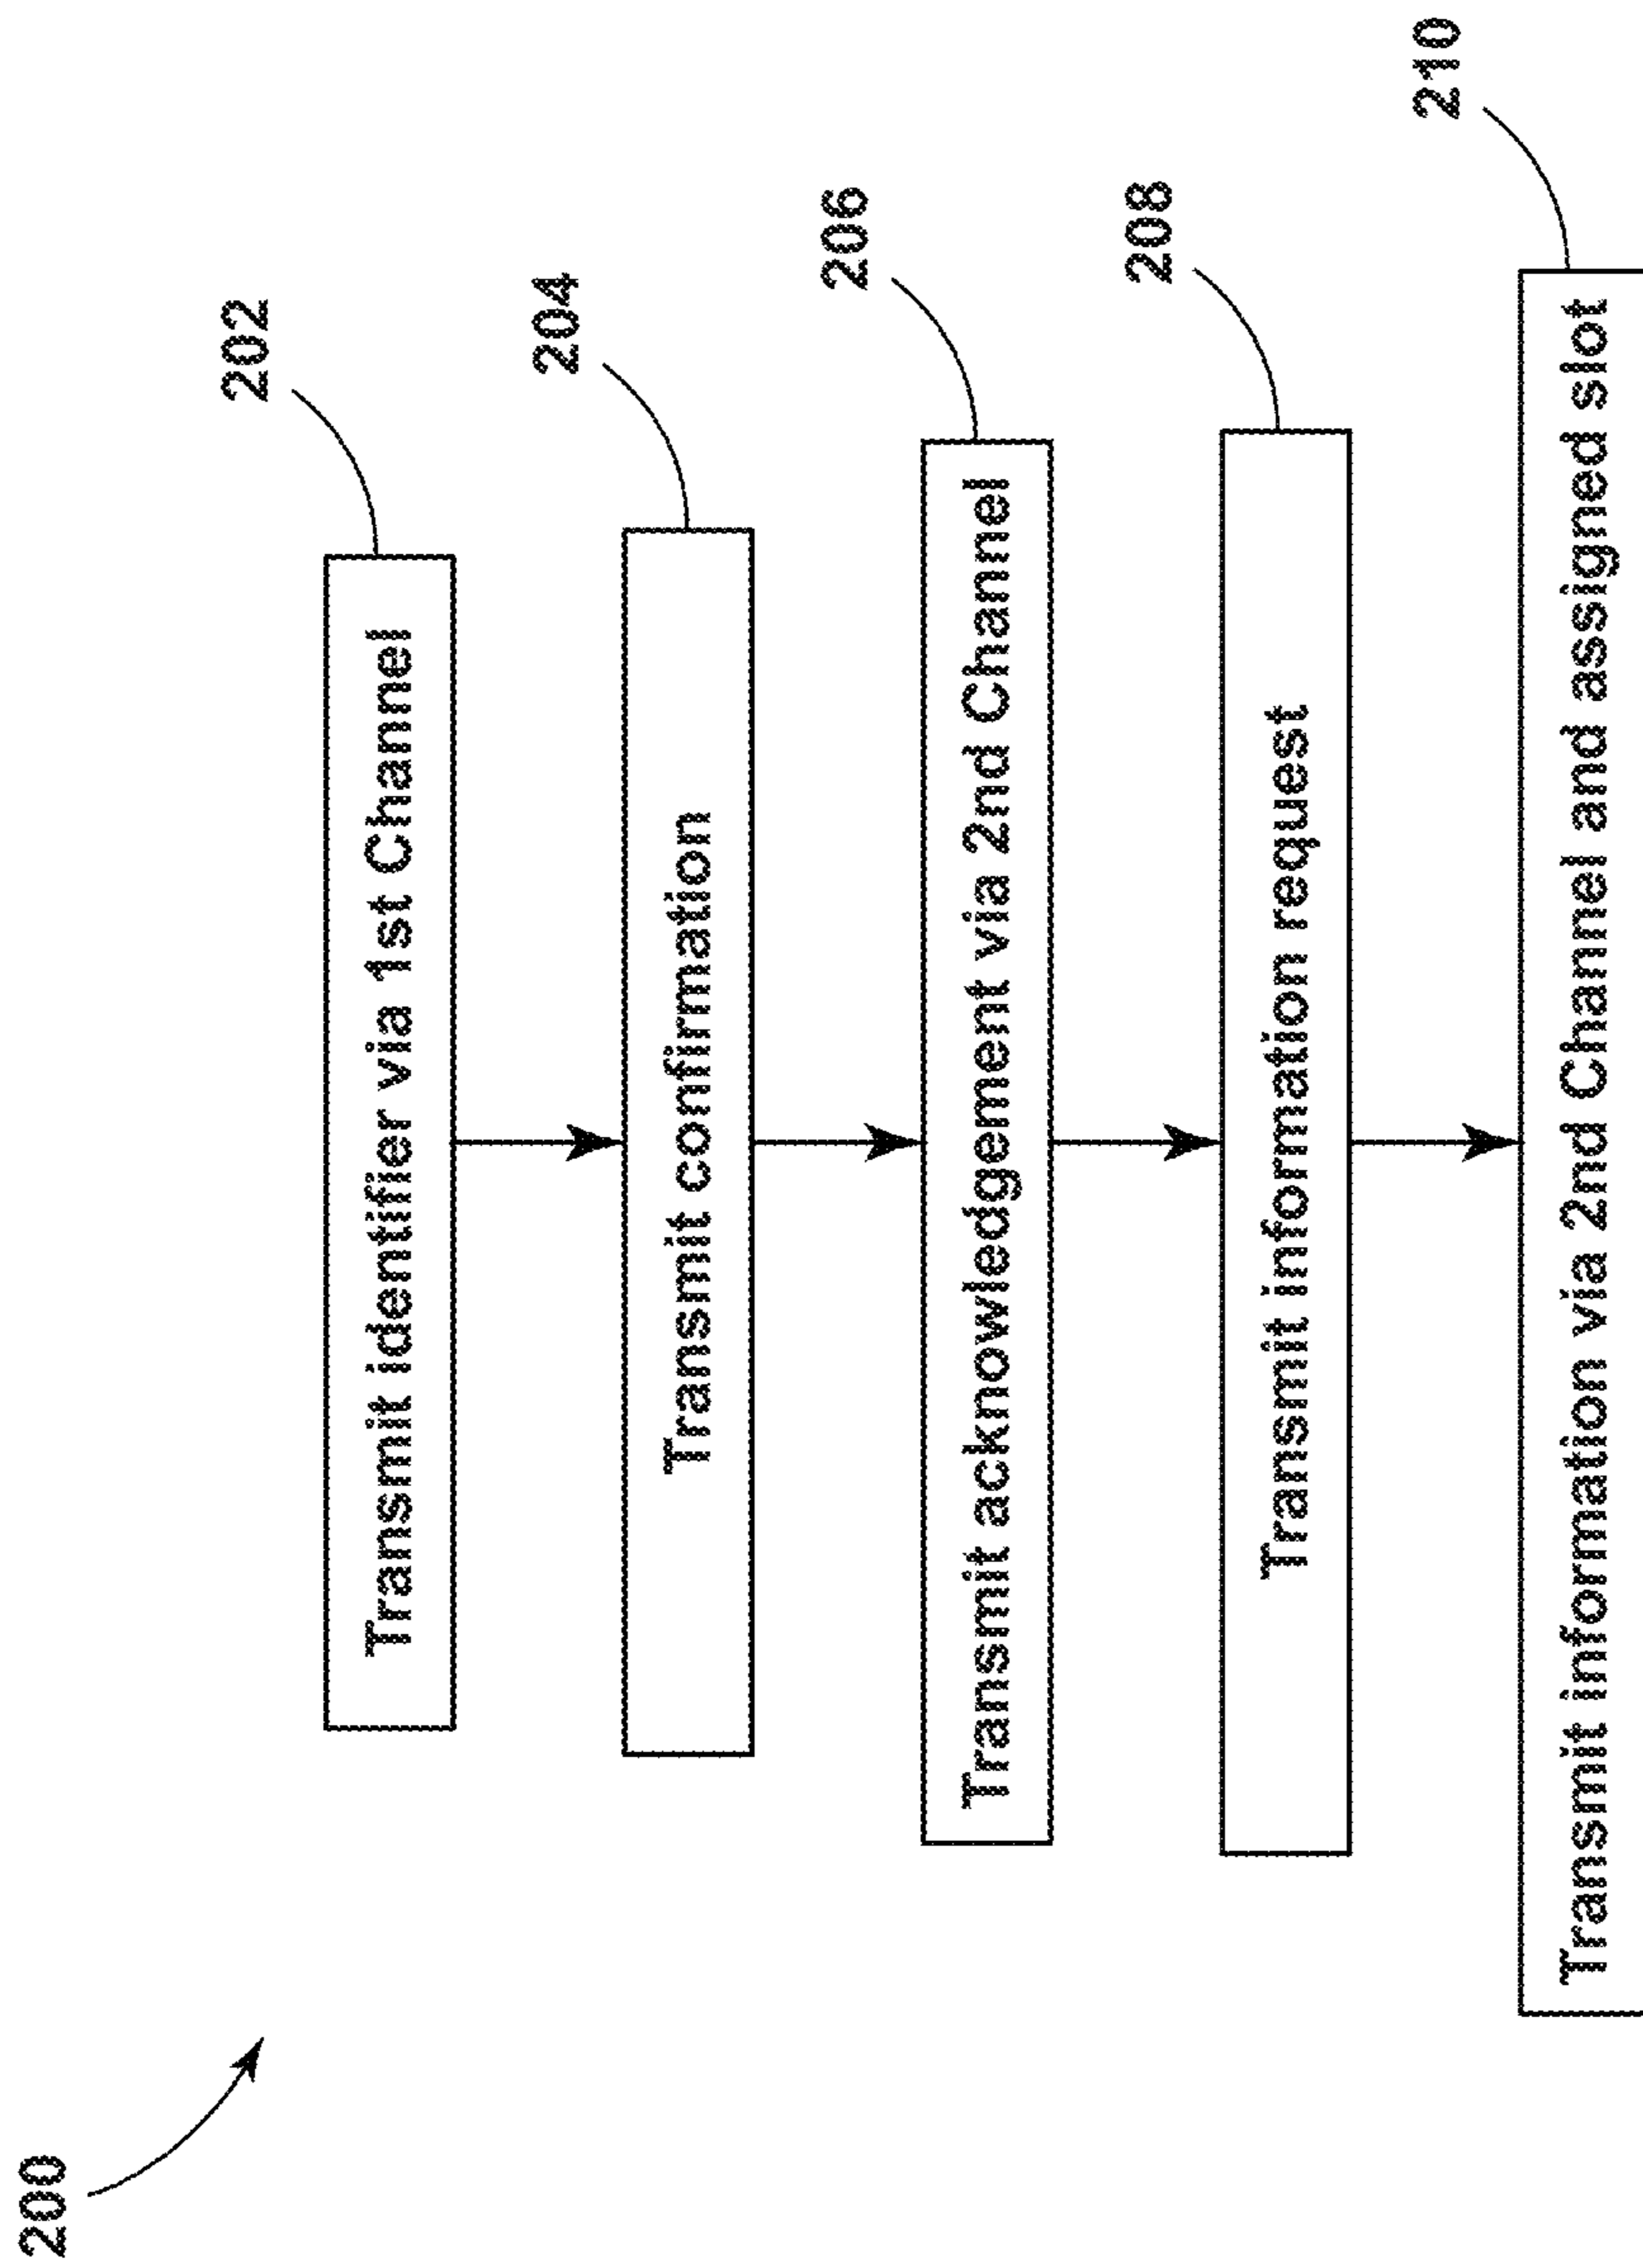 200
202
Transmit identifier via 1st Channel
204
Transmit confirmation
206
Transmit acknowledgement via 2nd Channel
208
Transmit information request
210
Transmit information via 2nd Channel and assigned slot